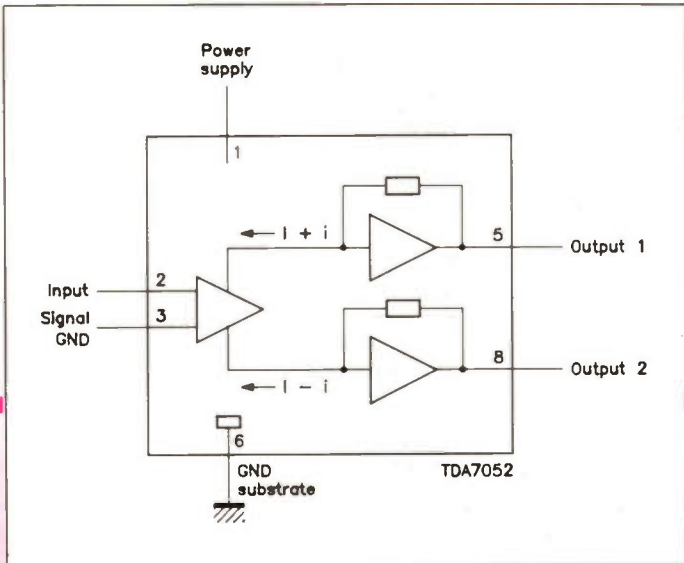 Power
supply
1
I + i
5
Output 1
Input
2
Signal
GND
3
8
Output 2
I – i
6
GND
substrate
TDA7052